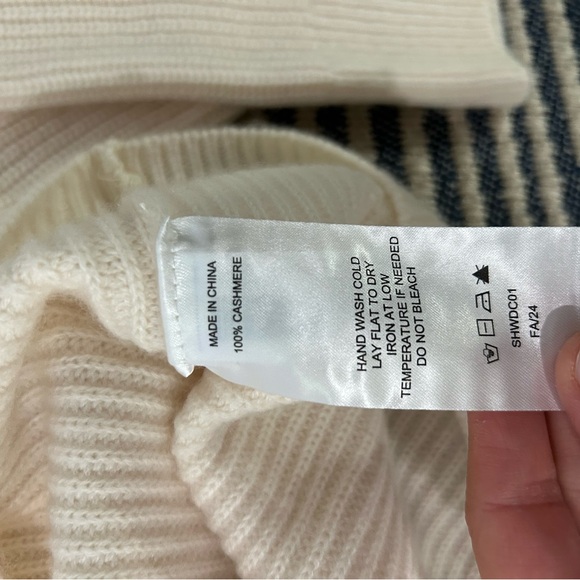 MADE IN CHINA
100% CASHMERE
HAND WASH COLD
LAY FLAT TO DRY
IRON AT LOW
TEMPERATURE IF NEEDED
DO NOT BLEACH
SHWDC01
FA/24